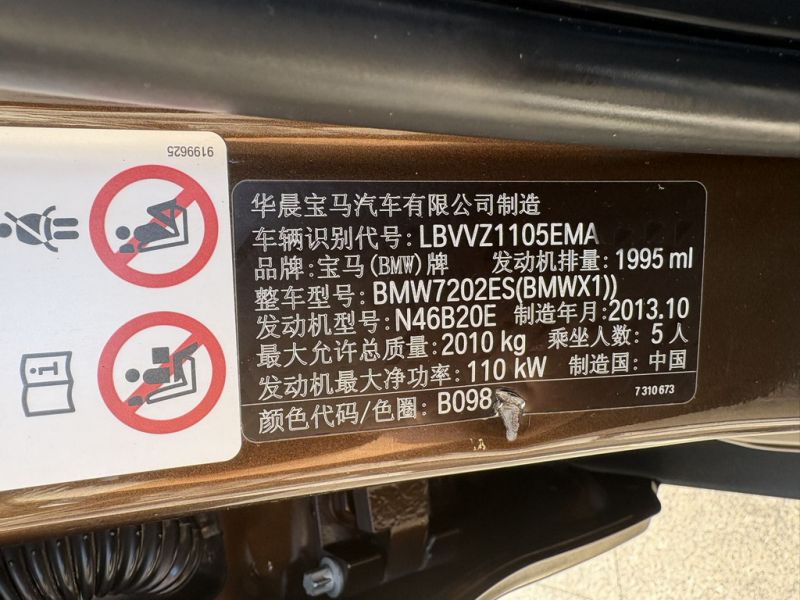 9199625
华晨宝马汽车有限公司制造
车辆识别代号: LBVVZ1105EMA
品牌: 宝马(BMW)牌 发动机排量: 1995 ml
整车型号: BMW7202ES(BMWX1))
发动机型号: N46B20E 制造年月: 2013.10
最大允许总质量: 2010 kg 乘坐人数: 5 人
发动机最大净功率: 110 kW 制造国: 中国
颜色代码/色圈: B098
7 310 673